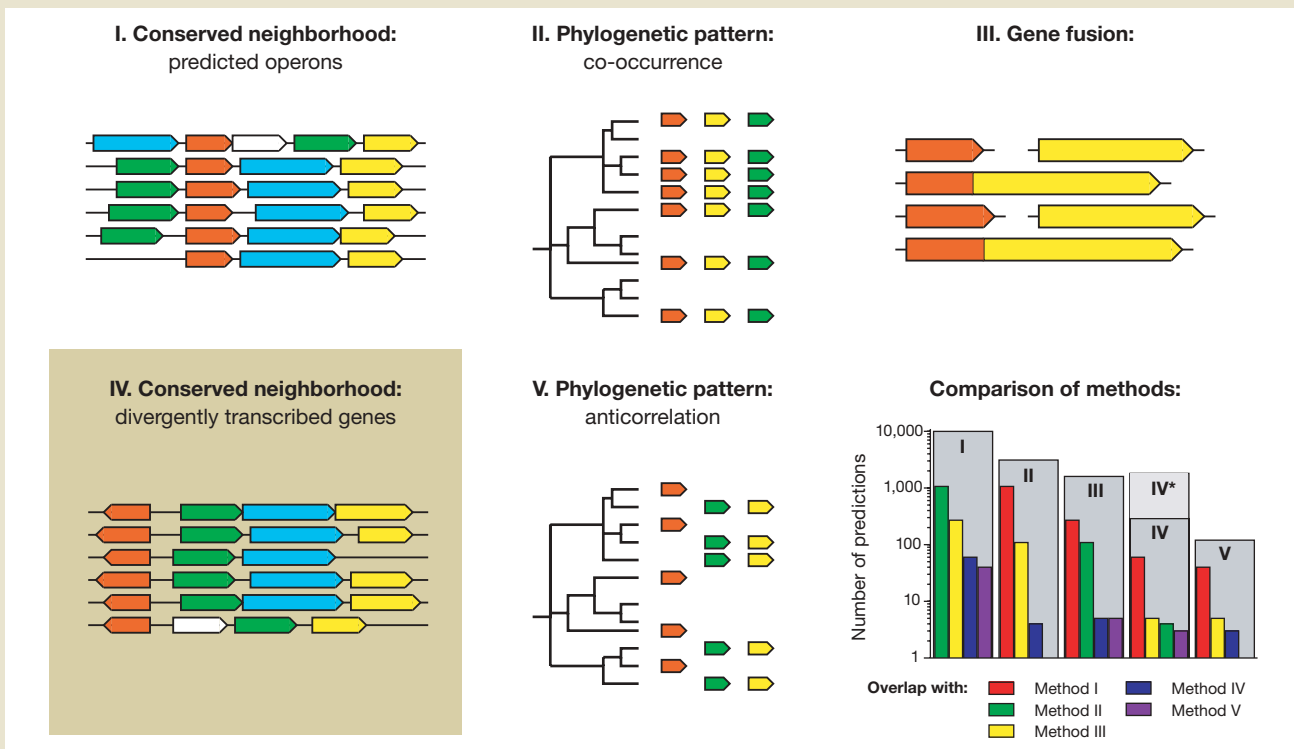 I. Conserved neighborhood:
predicted operons
II. Phylogenetic pattern:
co-occurrence
III. Gene fusion:
IV. Conserved neighborhood:
divergently transcribed genes
V. Phylogenetic pattern:
anticorrelation
Comparison of methods:
Number of predictions
10,000
1,000
100
10
1
I
II
III
IV*
IV
V
Overlap with:
Method I
Method II
Method III
Method IV
Method V